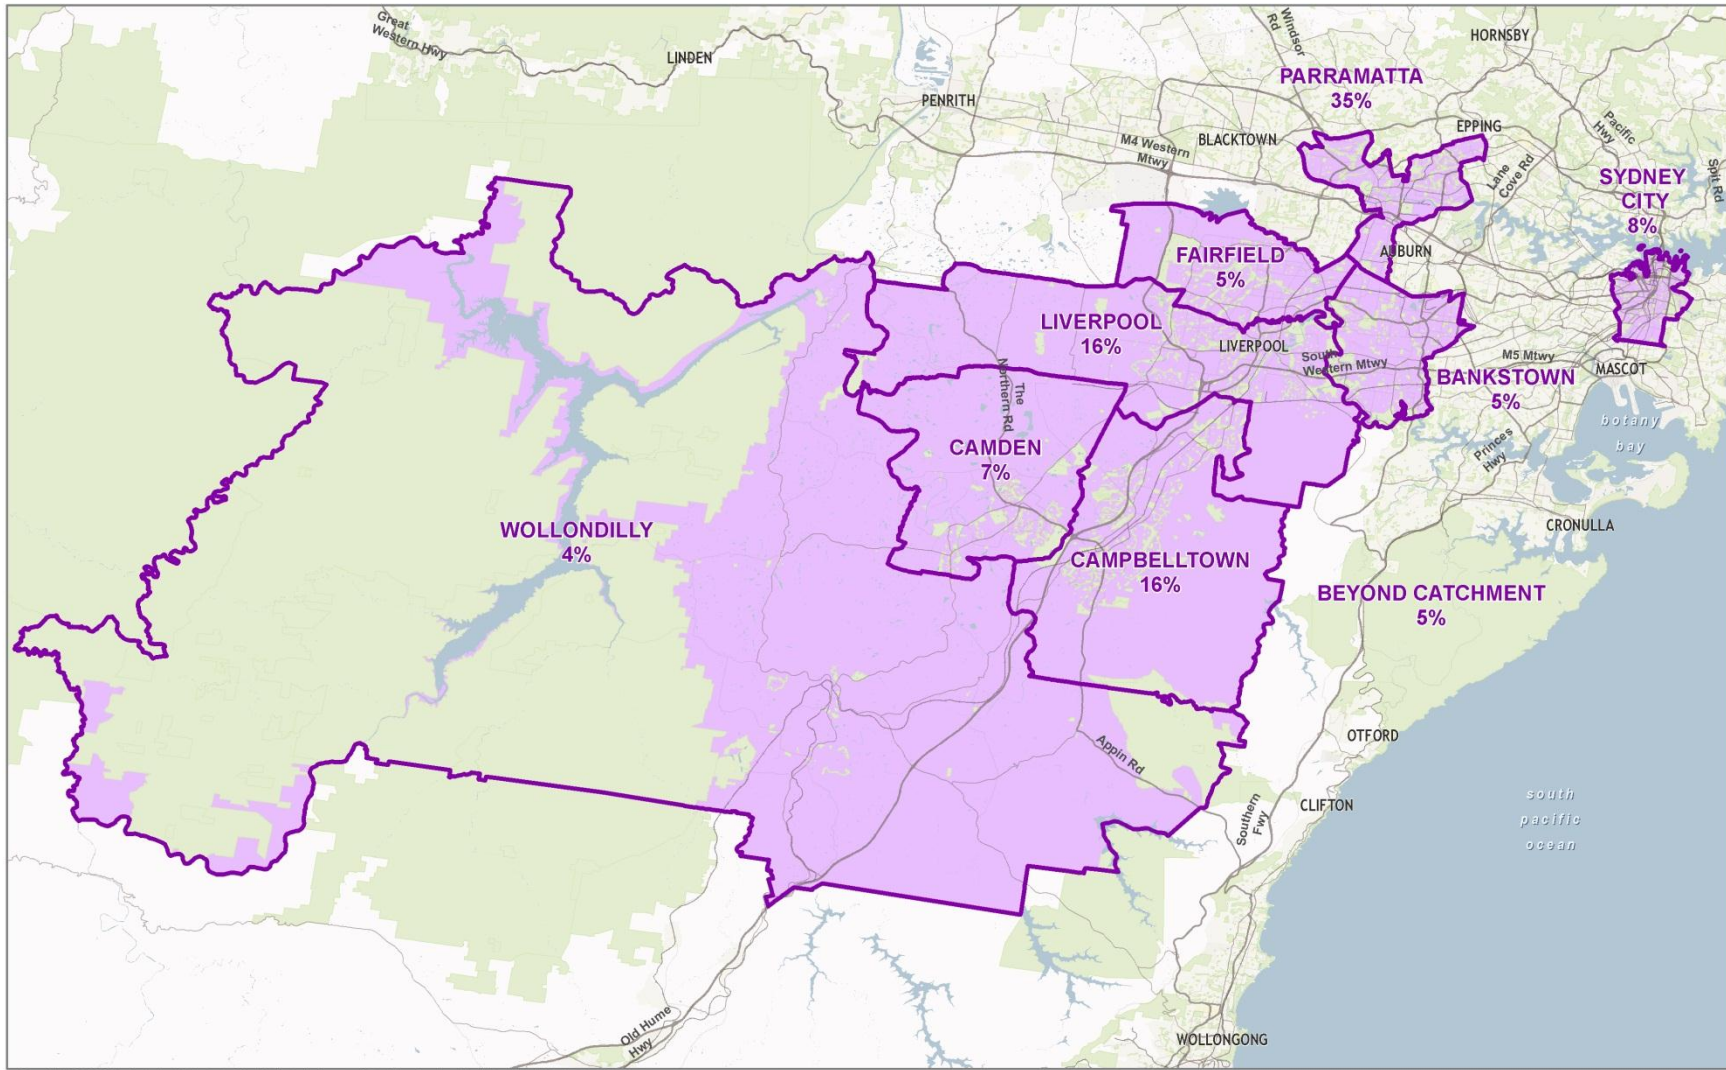 Great
Western Hwy
LINDEN
PENRITH
Windsor
Rd
HORNSBY
PARRAMATTA
35%
BLACKTOWN
EPPING
Pacific
Hwy
M4 Western
Mtwy
Lane
Cove Rd
Spit Rd
SYDNEY
CITY
8%
AUBURN
FAIRFIELD
5%
LIVERPOOL
16%
LIVERPOOL
South
Western Mtwy
M5 Mtwy
MASCOT
BANKSTOWN
5%
The
Northern Rd
botany
bay
Princes
Hwy
CAMDEN
7%
CRONULLA
WOLLONDILLY
4%
CAMPBELLTOWN
16%
BEYOND CATCHMENT
5%
OTFORD
Appin Rd
CLIFTON
Southern
Fwy
south
pacific
ocean
Old Hume
Hwy
WOLLONGONG